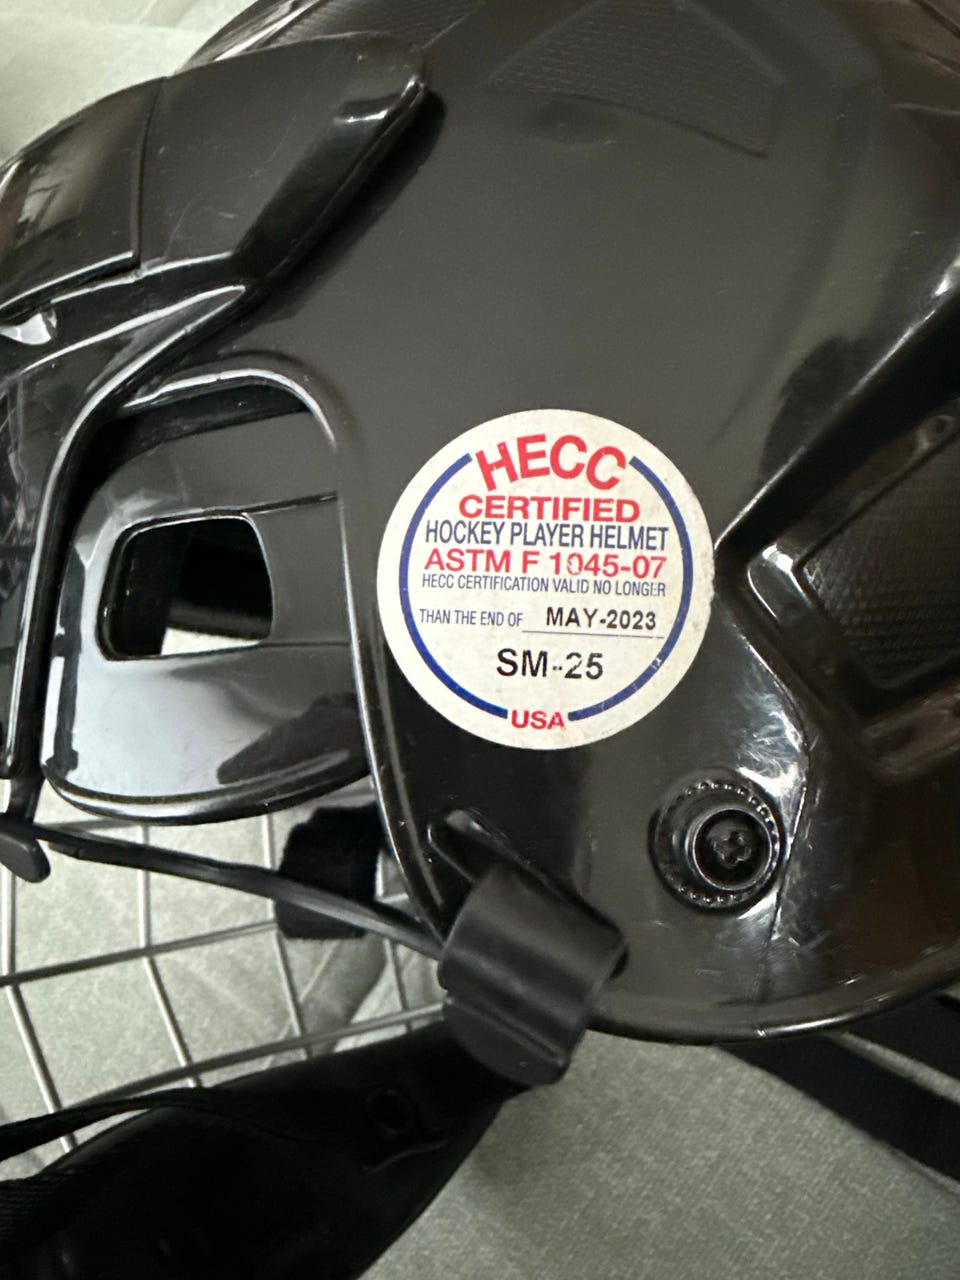 HECC
CERTIFIED
HOCKEY PLAYER HELMET
ASTM F 1045-07
HECC CERTIFICATION VALID NO LONGER
THAN THE END OF MAY-2023
SM-25
USA